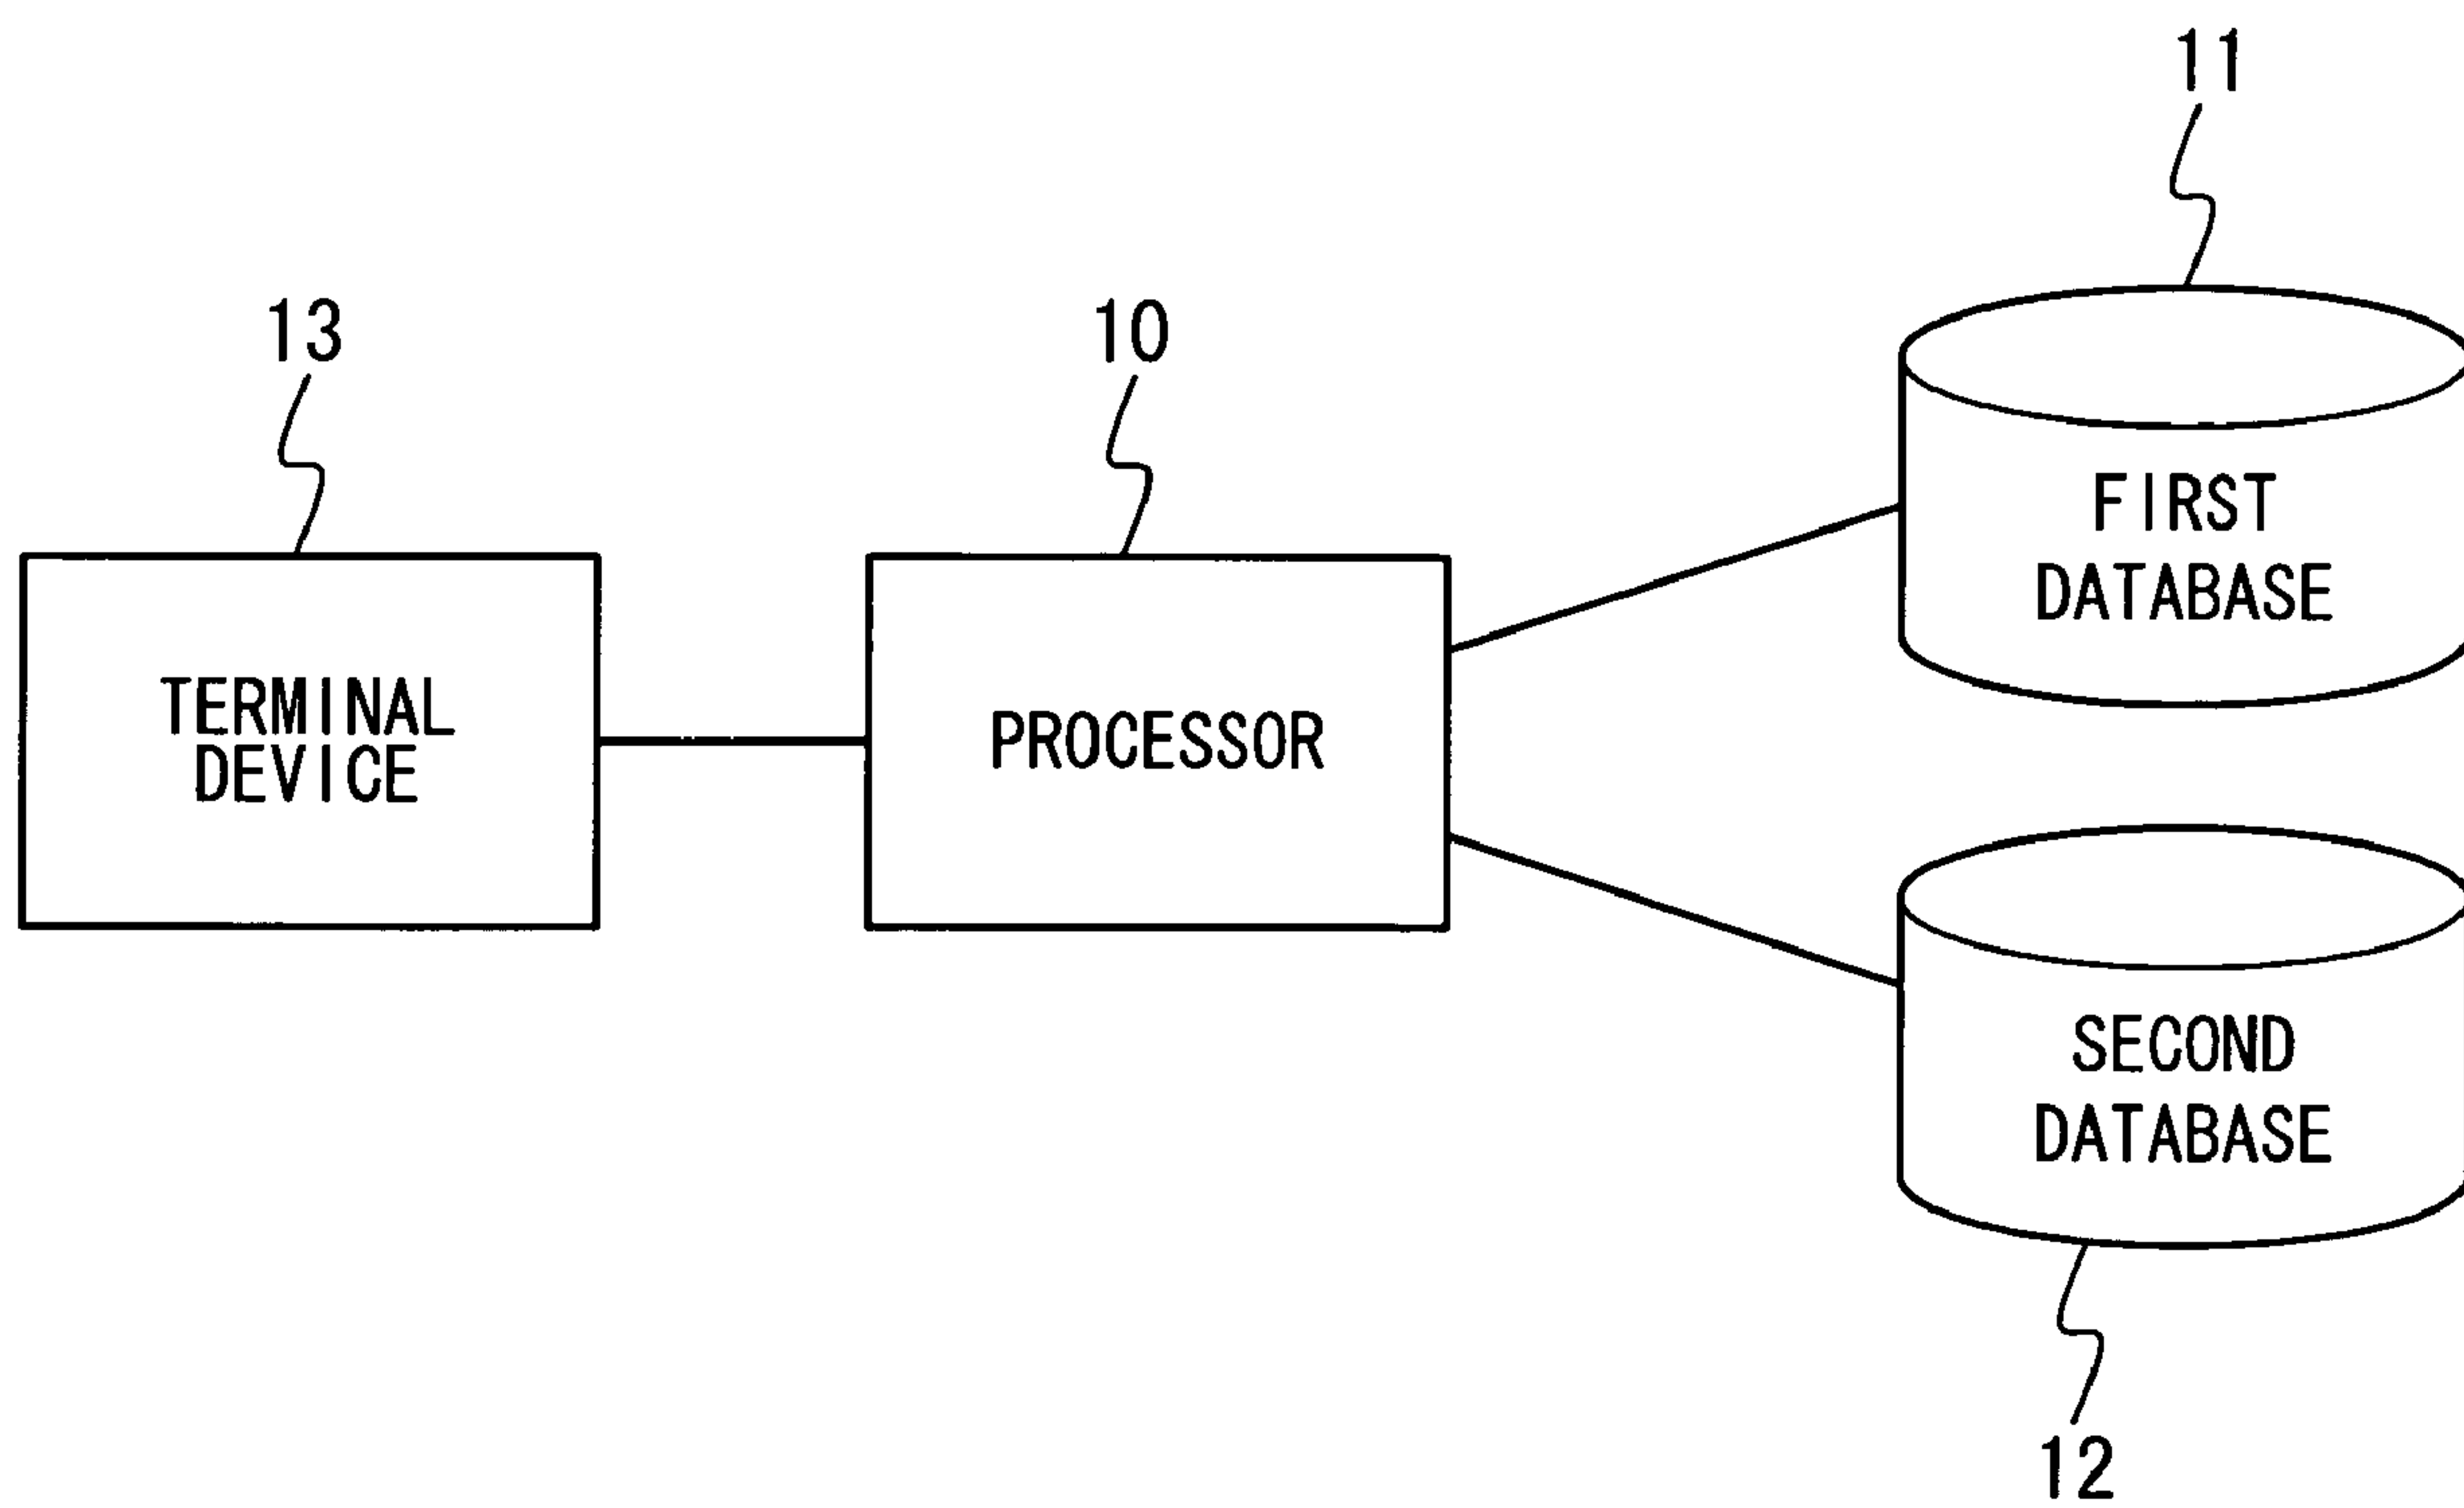 11
13
10
FIRST
DATABASE
TERMINAL
DEVICE
PROCESSOR
SECOND
DATABASE
12